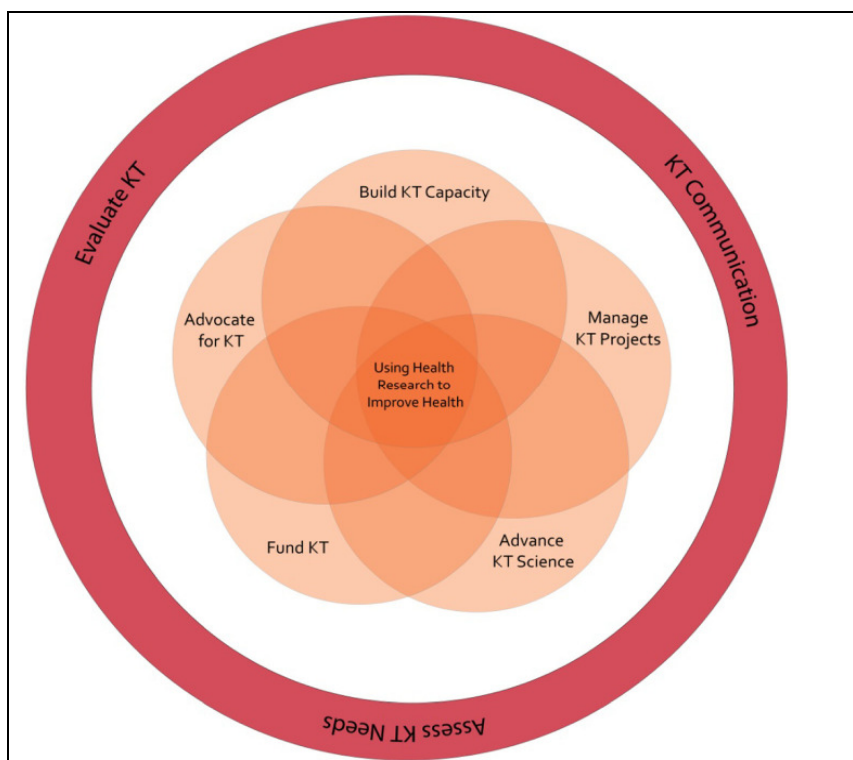 Evaluate KT
KT Communication
Build KT Capacity
Advocate
for KT
Manage
KT Projects
Using Health
Research to
Improve Health
Fund KT
Advance
KT Science
Assess KT Needs